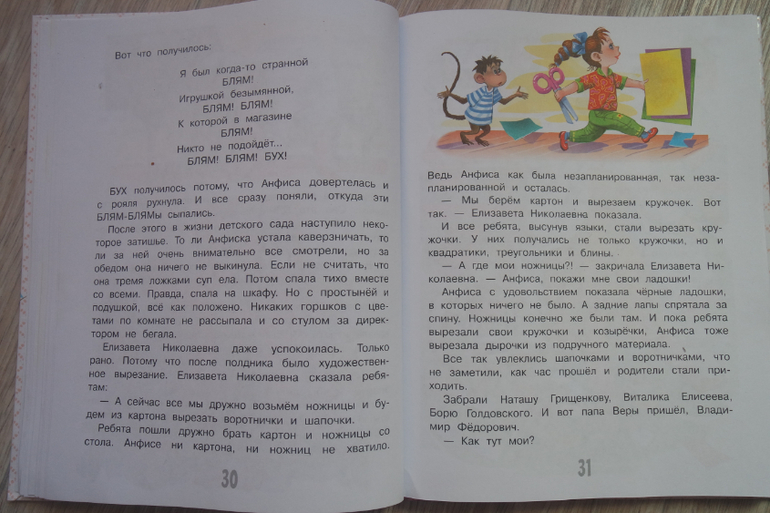 Вот что получилось:
Я был когда-то странной
БЛЯМ!
Игрушкой безымянной,
БЛЯМ! БЛЯМ!
К которой в магазине
БЛЯМ!
Никто не подойдёт...
БЛЯМ! БЛЯМ! БУХ!
БУХ получилось потому, что Анфиса довертелась и
с рояля рухнула. И все сразу поняли, откуда эти
БЛЯМ-БЛЯМы сыпались.
После этого в жизни детского сада наступило неко-
торое затишье. То ли Анфиска устала каверзничать, то
ли за ней очень внимательно все смотрели, но за
обедом она ничего не выкинула. Если не считать, что
она тремя ложками суп ела. Потом спала тихо вместе
со всеми. Правда, спала на шкафу. Но с простынёй и
подушкой, всё как положено. Никаких горшков с цве-
тами по комнате не рассыпала и со стулом за дирек-
тором не бегала.
Елизавета Николаевна даже успокоилась. Только
рано. Потому что после полдника было художествен-
ное вырезание. Елизавета Николаевна сказала ребя-
там:
— А сейчас все мы дружно возьмём ножницы и бу-
дем из картона вырезать воротнички и шапочки.
Ребята пошли дружно брать картон и ножницы со
стола. Анфисе ни картона, ни ножниц не хватило.
30
Ведь Анфиса как была незапланированная, так неза-
планированной и осталась.
— Мы берём картон и вырезаем кружочек. Вот
так. — Елизавета Николаевна показала.
И все ребята, высунув языки, стали вырезать кру-
жочки. У них получались не только кружочки, но и
квадратики, треугольники и блины.
— А где мои ножницы?! — закричала Елизавета Ни-
колаевна. — Анфиса, покажи мне свои ладошки!
Анфиса с удовольствием показала чёрные ладошки,
в которых ничего не было. А задние лапы спрятала за
спину. Ножницы конечно же были там. И пока ребята
вырезали свои кружочки и козырёчки, Анфиса тоже
вырезала дырочки из подручного материала.
Все так увлеклись шапочками и воротничками, что
не заметили, как час прошёл и родители стали при-
ходить.
Забрали Наташу Грищенкову, Виталика Елисеева,
Борю Голдовского. И вот папа Веры пришёл, Влади-
мир Фёдорович.
— Как тут мои?
31